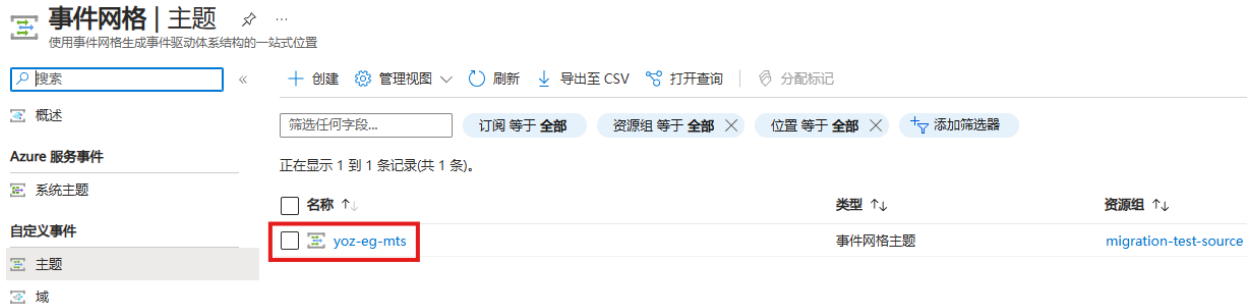 事件网格 | 主题
使用事件网格生成事件驱动体系结构的一站式位置
搜索
概述
Azure 服务事件
系统主题
自定义事件
主题
域
创建 管理视图 刷新 导出至 CSV 打开查询 分配标记
筛选任何字段... 订阅 等于 全部 资源组 等于 全部 位置 等于 全部 添加筛选器
正在显示 1 到 1 条记录(共 1 条)。
名称 类型 资源组
yoz-eg-mts 事件网格主题 migration-test-source